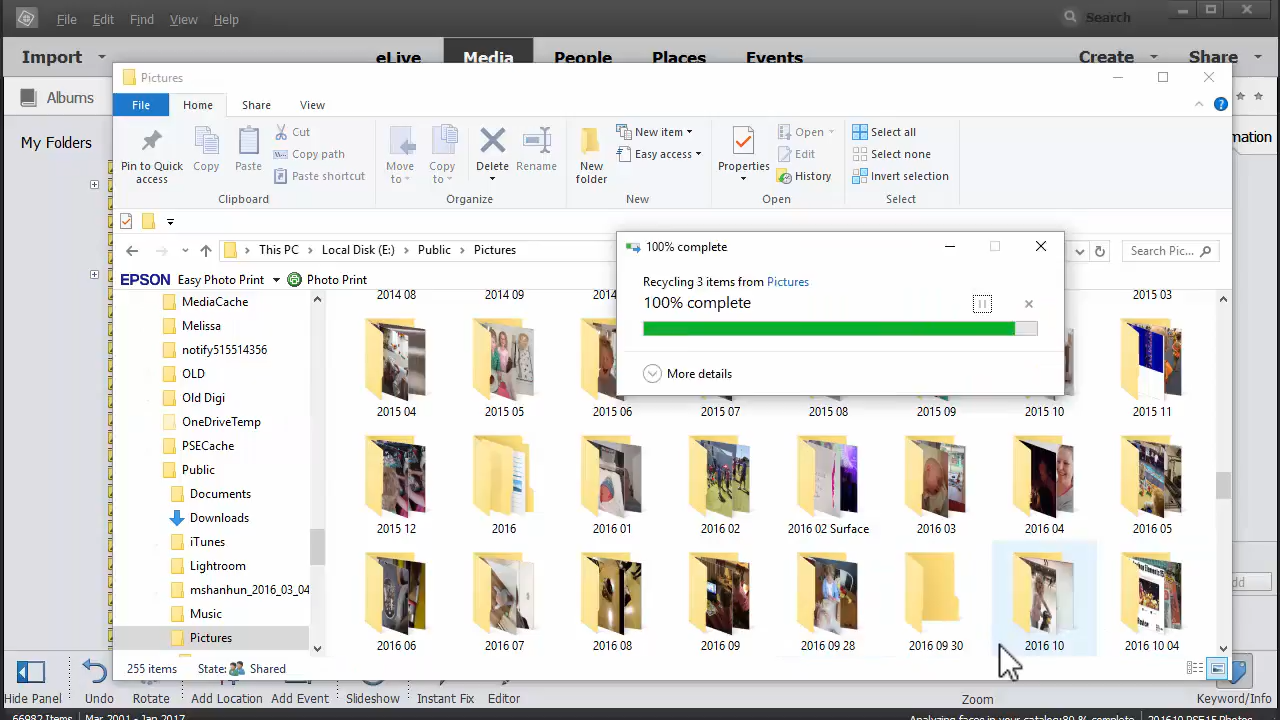 File Edit Find View Help
Search
Import eLive Media People Places Events Create Share
Albums
Pictures
File Home Share View
My Folders
mation
Pin to Quick access
Copy
Paste
Cut
Copy path
Paste shortcut
Clipboard
Move to
Copy to
Delete
Rename
Organize
New folder
New item
Easy access
New
Properties
Open
Edit
History
Open
Select all
Select none
Invert selection
Select
This PC Local Disk (E:) Public Pictures
Search Pic...
EPSON Easy Photo Print Photo Print
100% complete
Recycling 3 items from Pictures
100% complete
More details
MediaCache
Melissa
notify515514356
OLD
Old Digi
OneDriveTemp
PSECache
Public
Documents
Downloads
iTunes
Lightroom
mshanhun_2016_03_04
Music
Pictures
2014 08 2014 09 2015 03
2015 04 2015 05 2015 06 2015 07 2015 08 2015 09 2015 10 2015 11
2015 12 2016 2016 01 2016 02 2016 02 Surface 2016 03 2016 04 2016 05
2016 06 2016 07 2016 08 2016 09 2016 09 28 2016 09 30 2016 10 2016 10 04
255 items State: Shared
Hide Panel Undo Rotate Add Location Add Event Slideshow Instant Fix Editor Zoom Keyword/Info
66982 Items Mar 2001 - Jan 2017 Analyzing faces in your catalog:80 % complete 201610 PSE15 Photos